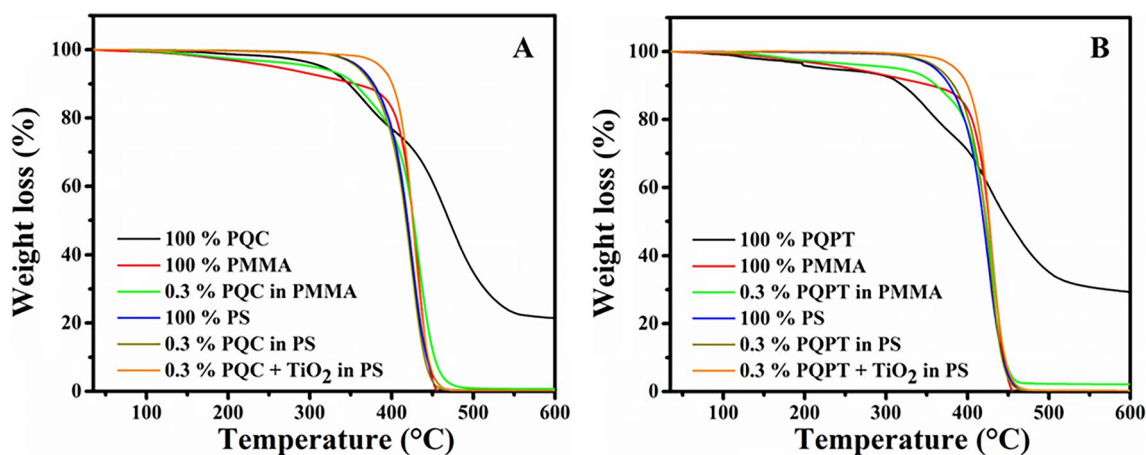 A
Weight loss (%)
100
80
60
40
20
0
100 % PQC
100 % PMMA
0.3 % PQC in PMMA
100 % PS
0.3 % PQC in PS
0.3 % PQC + TiO₂ in PS
100 200 300 400 500 600
Temperature (°C)
B
Weight loss (%)
100
80
60
40
20
0
100 % PQPT
100 % PMMA
0.3 % PQPT in PMMA
100 % PS
0.3 % PQPT in PS
0.3 % PQPT + TiO₂ in PS
100 200 300 400 500 600
Temperature (°C)